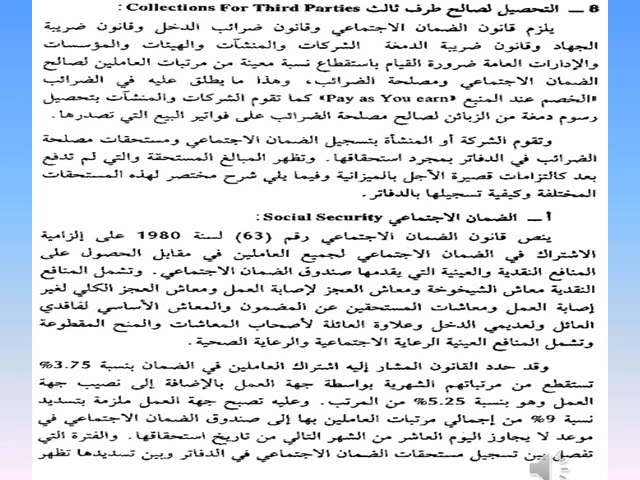 8 ـ التحصيل لصالح طرف ثالث Collections For Third Parties :
يلزم قانون الضمان الاجتماعي وقانون ضرائب الدخل وقانون ضريبة
الجهاد وقانون ضريبة الدمغة الشركات والمنشآت والهيئات والمؤسسات
والإدارات العامة ضرورة القيام باستقطاع نسبة معينة من مرتبات العاملين لصالح
الضمان الاجتماعي ومصلحة الضرائب، وهذا ما يطلق عليه في الضرائب
«الخصم عند المنبع «Pay as You earn» كما تقوم الشركات والمنشآت بتحصيل
رسوم دمغة من الزبائن لصالح مصلحة الضرائب على فواتير البيع التي تصدرها.
وتقوم الشركة أو المنشأة بتسجيل الضمان الاجتماعي ومستحقات مصلحة
الضرائب في الدفاتر بمجرد استحقاقها. وتظهر المبالغ المستحقة والتي لم تدفع
بعد كالتزامات قصيرة الأجل بالميزانية وفيما يلي شرح مختصر لهذه المستحقات
المختلفة وكيفية تسجيلها بالدفاتر.
أ ـ الضمان الاجتماعي Social Security :
ينص قانون الضمان الاجتماعي رقم (63) لسنة 1980 على إلزامية
الاشتراك في الضمان الاجتماعي لجميع العاملين في مقابل الحصول على
المنافع النقدية والعينية التي يقدمها صندوق الضمان الاجتماعي. وتشمل المنافع
النقدية معاش الشيخوخة ومعاش العجز لإصابة العمل ومعاش العجز الكلي لغير
إصابة العمل ومعاشات المستحقين عن المضمون والمعاش الأساسي لفاقدي
العائل ولعديمي الدخل وعلاوة العائلة لأصحاب المعاشات والمنح المقطوعة
وتشمل المنافع العينية الرعاية الاجتماعية والرعاية الصحية.
وقد حدد القانون المشار إليه اشتراك العاملين في الضمان بنسبة 3.75%
تستقطع من مرتباتهم الشهرية بواسطة جهة العمل بالإضافة إلى نصيب جهة
العمل وهو بنسبة 5.25% من المرتب. وعليه تصبح جهة العمل ملزمة بتسديد
نسبة 9% من إجمالي مرتبات العاملين بها إلى صندوق الضمان الاجتماعي في
موعد لا يجاوز اليوم العاشر من الشهر التالي من تاريخ استحقاقها. والفترة التي
تفصل بين تسجيل مستحقات الضمان الاجتماعي في الدفاتر وبين تسديدها تظهر